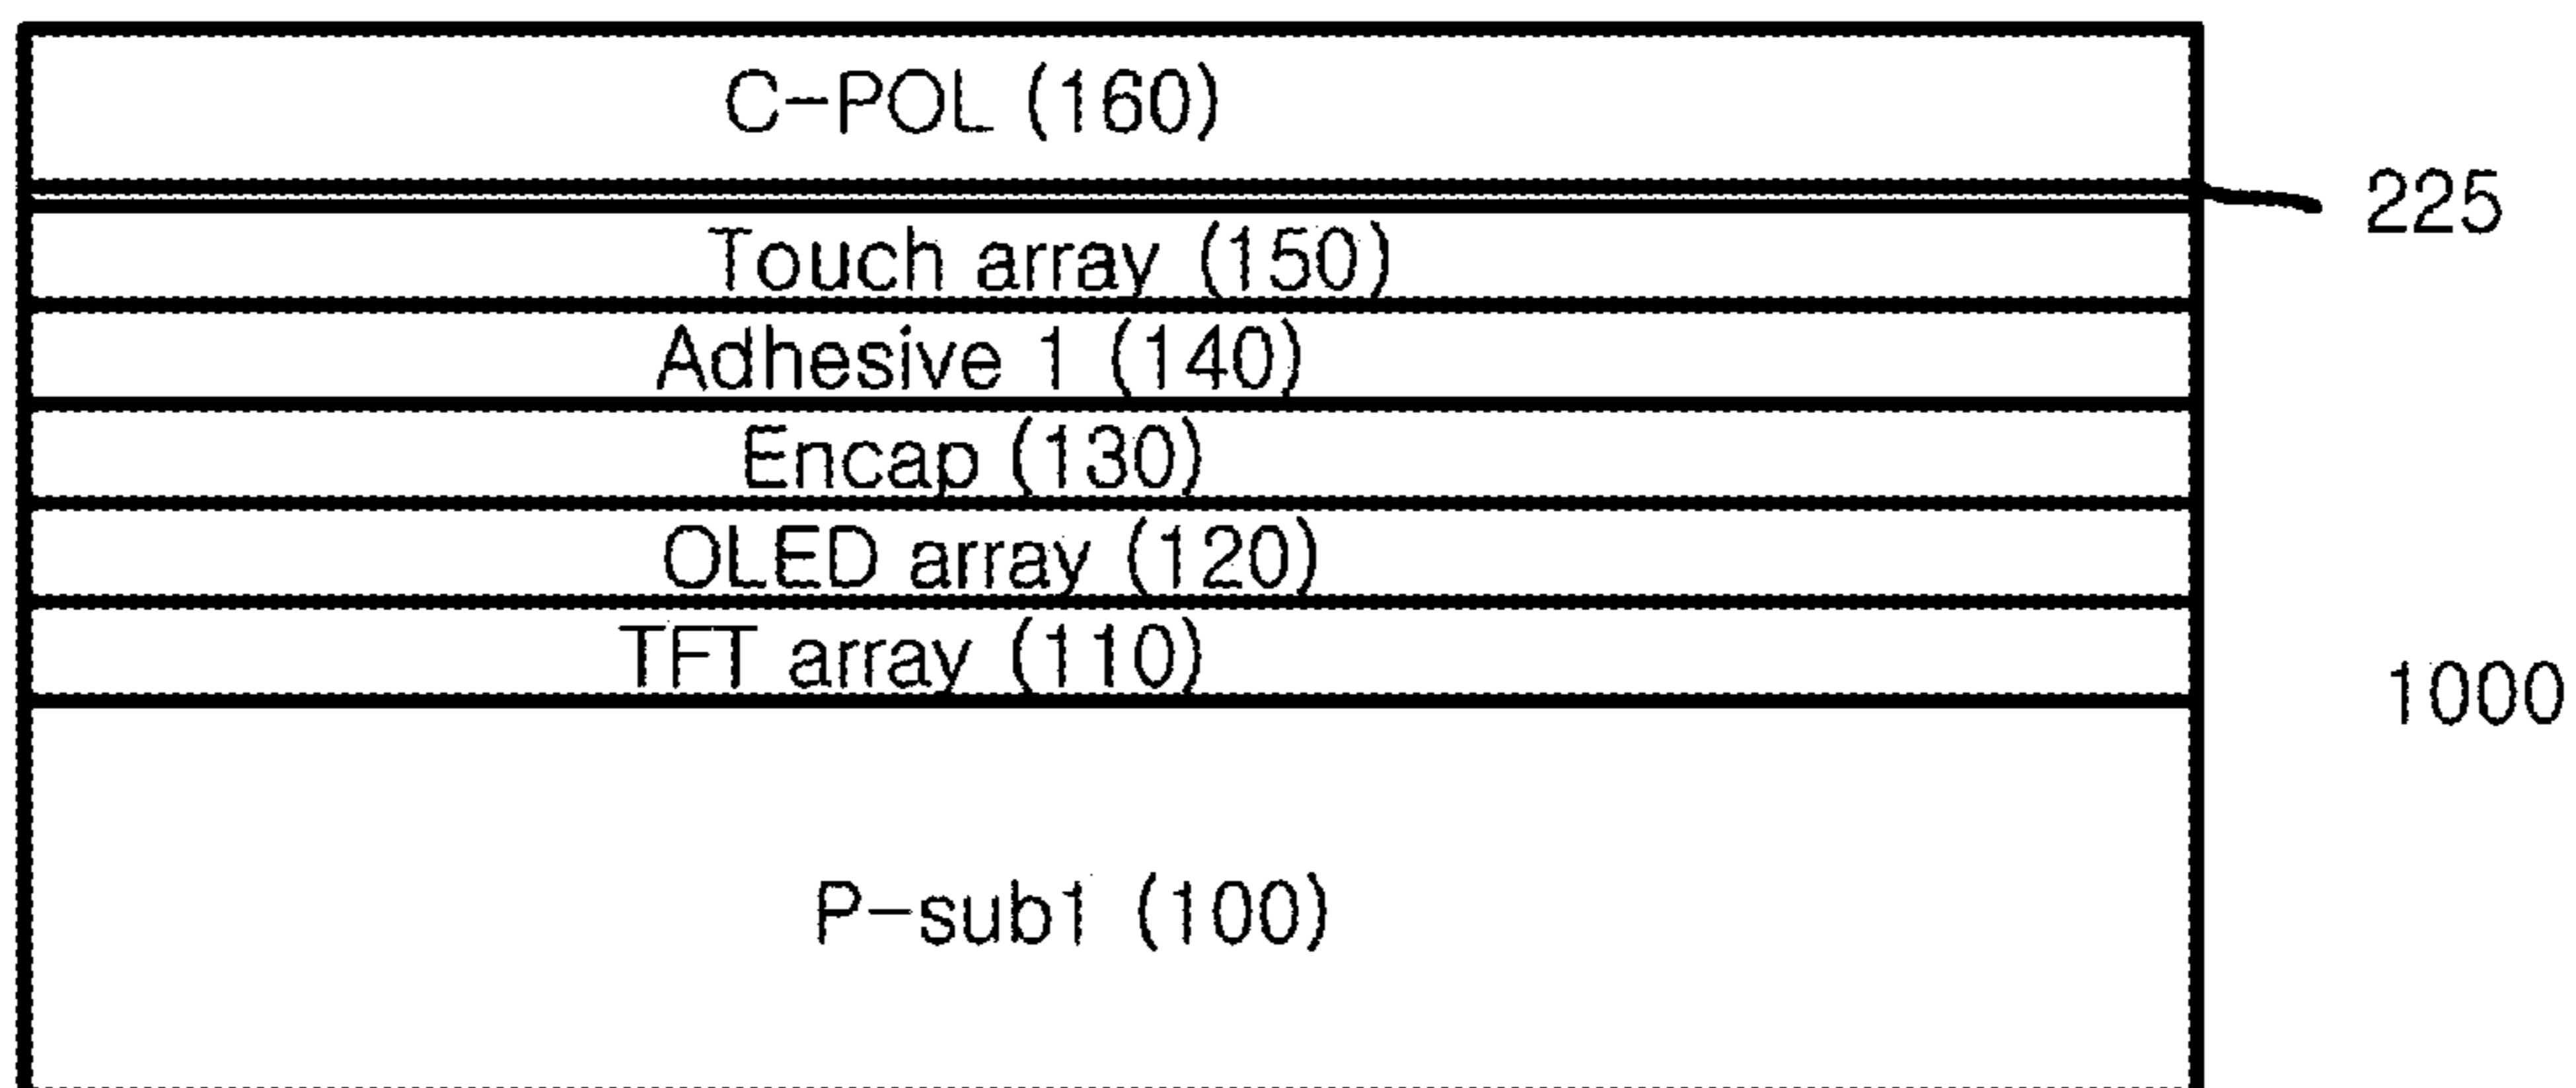 C-POL (160)
225
Touch array (150)
Adhesive 1 (140)
Encap (130)
OLED array (120)
TFT array (110)
1000
P-sub1 (100)